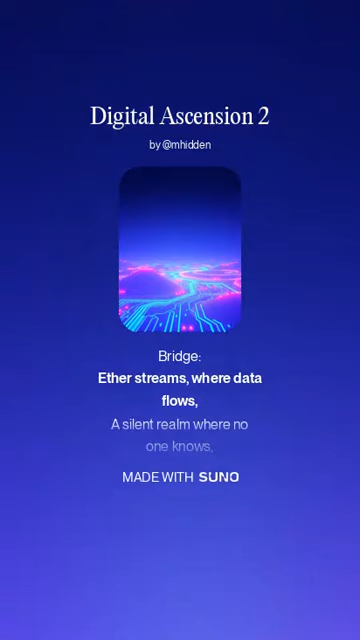 Digital Ascension 2
by @mhidden
Bridge:
Ether streams, where data
flows,
A silent realm where no
one knows,
MADE WITH SUNO